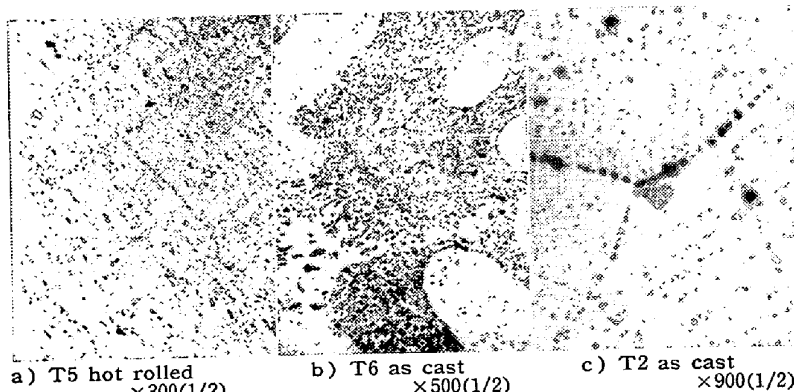 a) T5 hot rolled
×300(1/2)
b) T6 as cast
×500(1/2)
c) T2 as cast
×900(1/2)